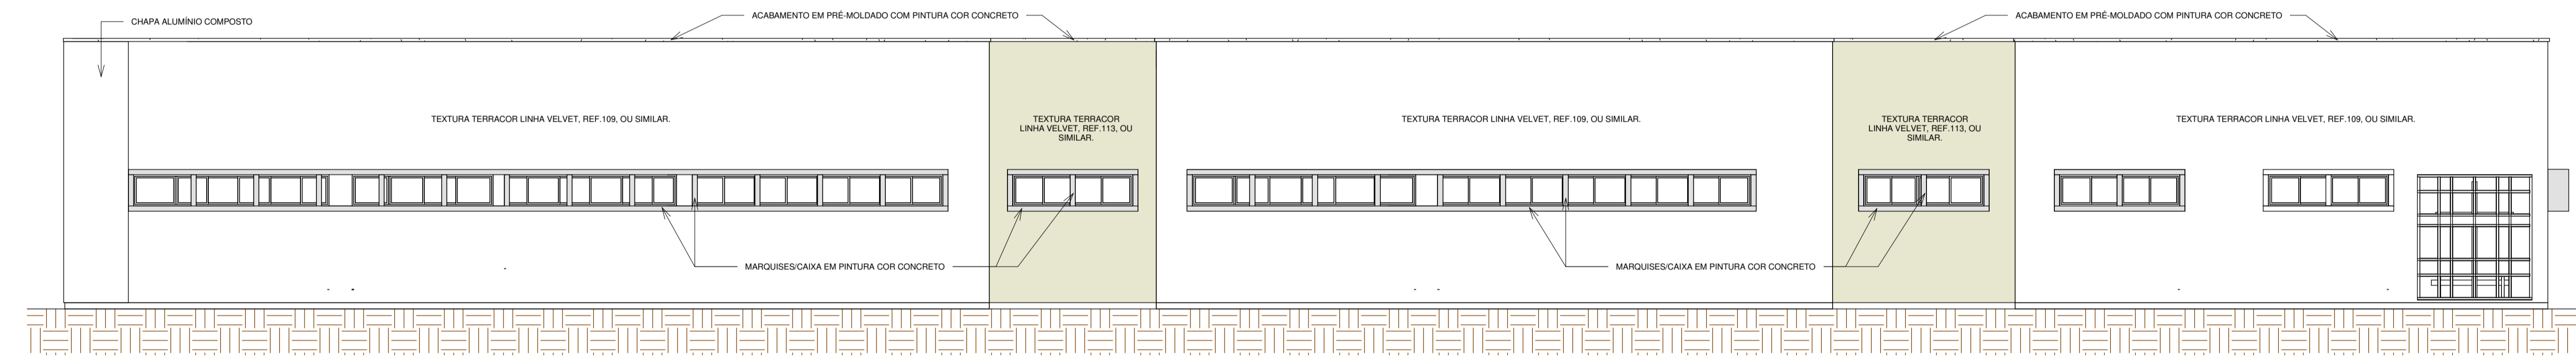 CHAPA ALUMÍNIO COMPOSTO
ACABAMENTO EM PRÉ-MOLDADO COM PINTURA COR CONCRETO
ACABAMENTO EM PRÉ-MOLDADO COM PINTURA COR CONCRETO
TEXTURA TERRACOR LINHA VELVET, REF.109, OU SIMILAR.
TEXTURA TERRACOR
LINHA VELVET, REF.113, OU
SIMILAR.
TEXTURA TERRACOR LINHA VELVET, REF.109, OU SIMILAR.
TEXTURA TERRACOR
LINHA VELVET, REF.113, OU
SIMILAR.
TEXTURA TERRACOR LINHA VELVET, REF.109, OU SIMILAR.
MARQUISES/CAIXA EM PINTURA COR CONCRETO
MARQUISES/CAIXA EM PINTURA COR CONCRETO